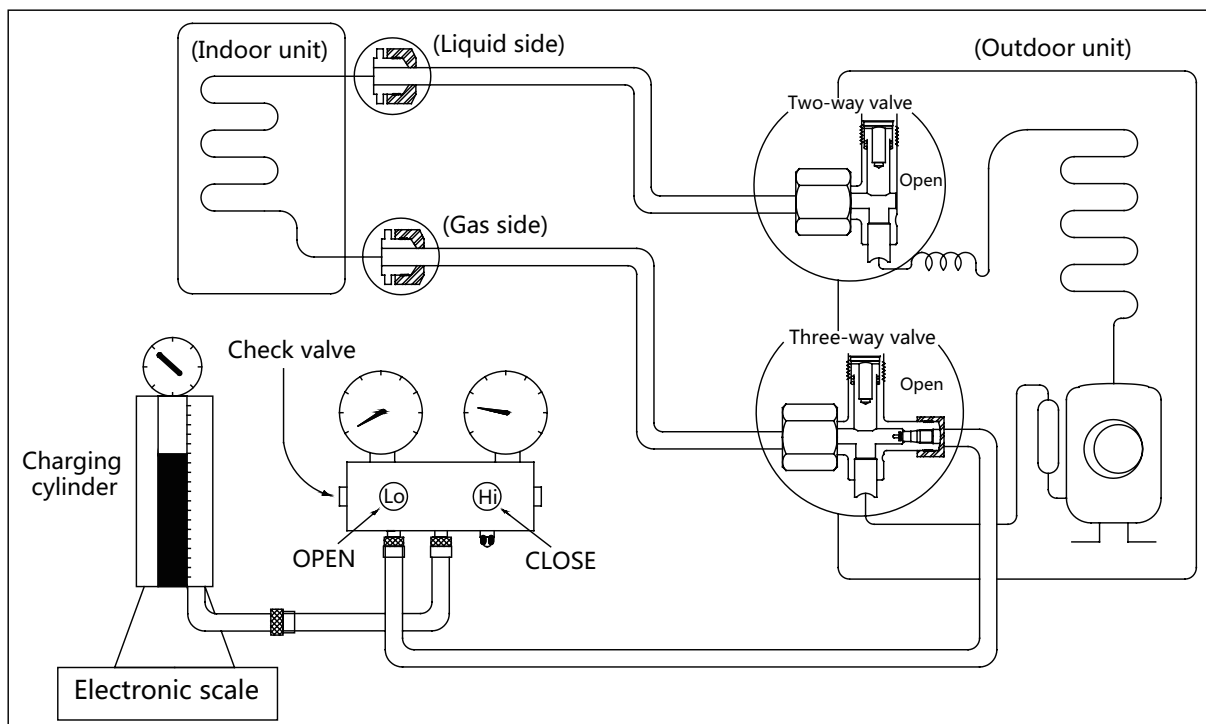 (Indoor unit)
(Liquid side)
(Outdoor unit)
Two-way valve
Open
(Gas side)
Three-way valve
Open
Check valve
Charging
cylinder
Lo
Hi
OPEN
CLOSE
Electronic scale